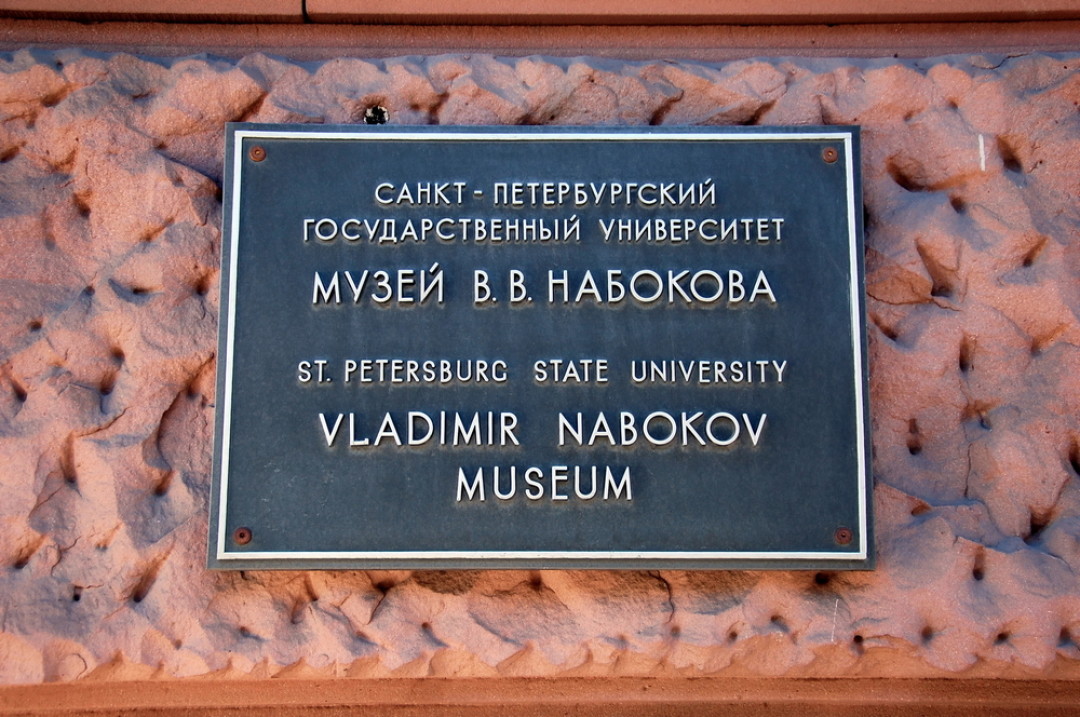 САНКТ - ПЕТЕРБУРГСКИЙ
ГОСУДАРСТВЕННЫЙ УНИВЕРСИТЕТ
МУЗЕЙ В. В. НАБОКОВА
ST. PETERSBURG STATE UNIVERSITY
VLADIMIR NABOKOV
MUSEUM